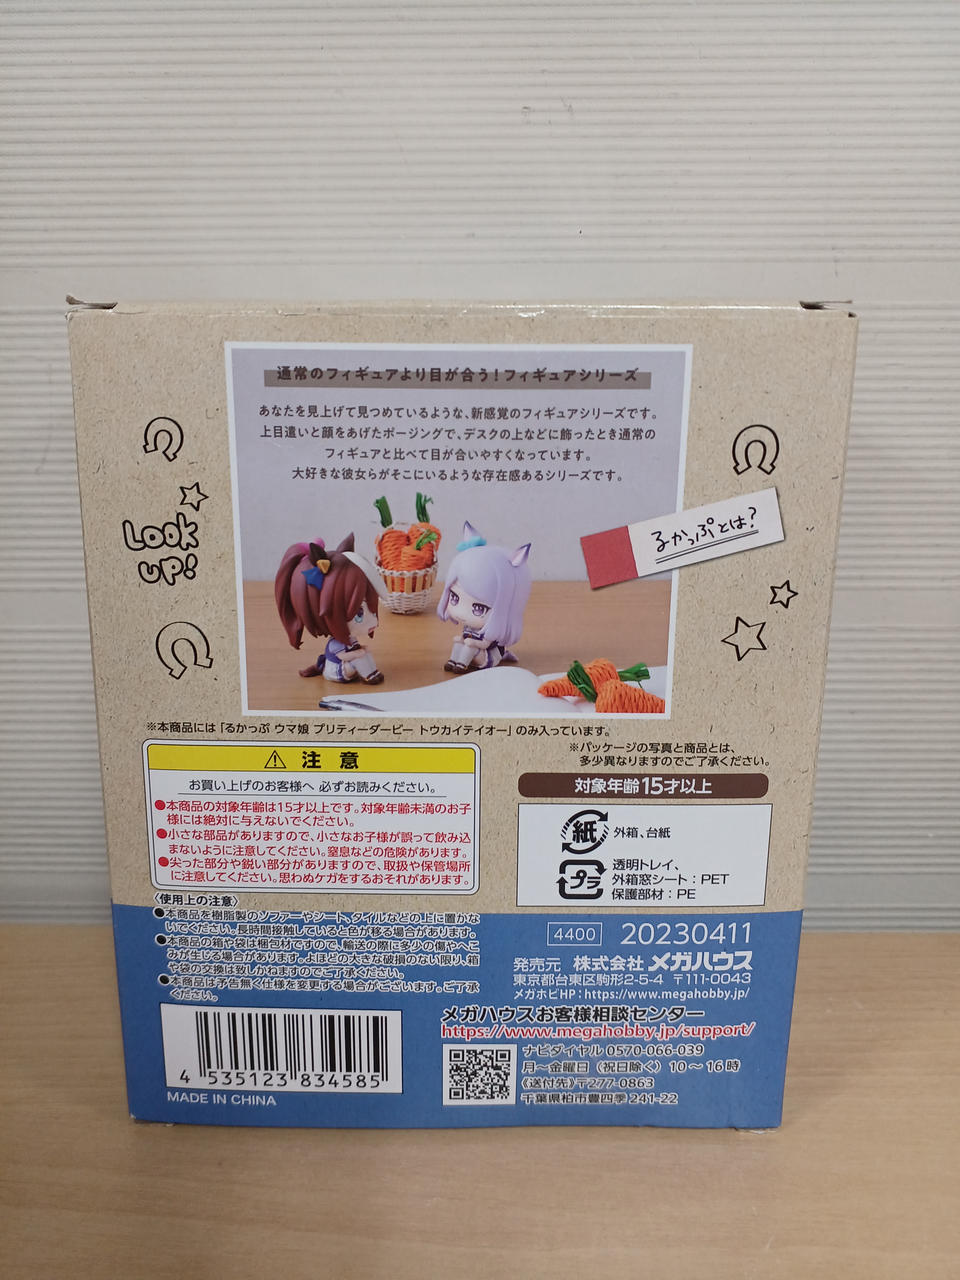 通常のフィギュアより目が合う!フィギュアシリーズ
あなたを見上げて見つめているような、新感覚のフィギュアシリーズです。
上目遣いと顔をあげたポージングで、デスクの上などに飾ったとき通常の
フィギュアと比べて目が合いやすくなっています。
大好きな彼女らがそこにいるような存在感あるシリーズです。
Look
up!
るかっぷとは?
※本商品には「るかっぷ ウマ娘 プリティーダービー トウカイテイオー」のみ入っています。
※パッケージの写真と商品とは、
多少異なりますのでご了承ください。
注意
お買い上げのお客様へ 必ずお読みください。
●本商品の対象年齢は15才以上です。対象年齢未満のお子
様には絶対に与えないでください。
●小さな部品がありますので、小さなお子様が誤って飲み込
まないように注意してください。窒息などの危険があります。
●尖った部分や鋭い部分がありますので、取扱や保管場所
に注意してください。思わぬケガをするおそれがあります。
対象年齢15才以上
紙
外箱、台紙
プラ
透明トレイ、
外箱窓シート:PET
保護部材:PE
〈使用上の注意〉
●本商品を樹脂製のソファーやシート、タイルなどの上に置かな
いでください。長時間接触していると色が移る場合があります。
●本商品の箱や袋は梱包材ですので、輸送の際に多少の傷やへこ
みが生じる場合があります。よほどの大きな破損のない限り、箱
や袋の交換は致しかねますのでご了承ください。
●本商品は予告無く仕様を変更する場合がございます。ご了承
ください。
4400 20230411
発売元 株式会社メガハウス
東京都台東区駒形2-5-4 〒111-0043
メガホビHP:https://www.megahobby.jp/
メガハウスお客様相談センター
https://www.megahobby.jp/support/
ナビダイヤル 0570-066-039
月〜金曜日(祝日除く)10〜16時
《送付先》〒277-0863
千葉県柏市豊四季 241-22
4 535123 834585
MADE IN CHINA